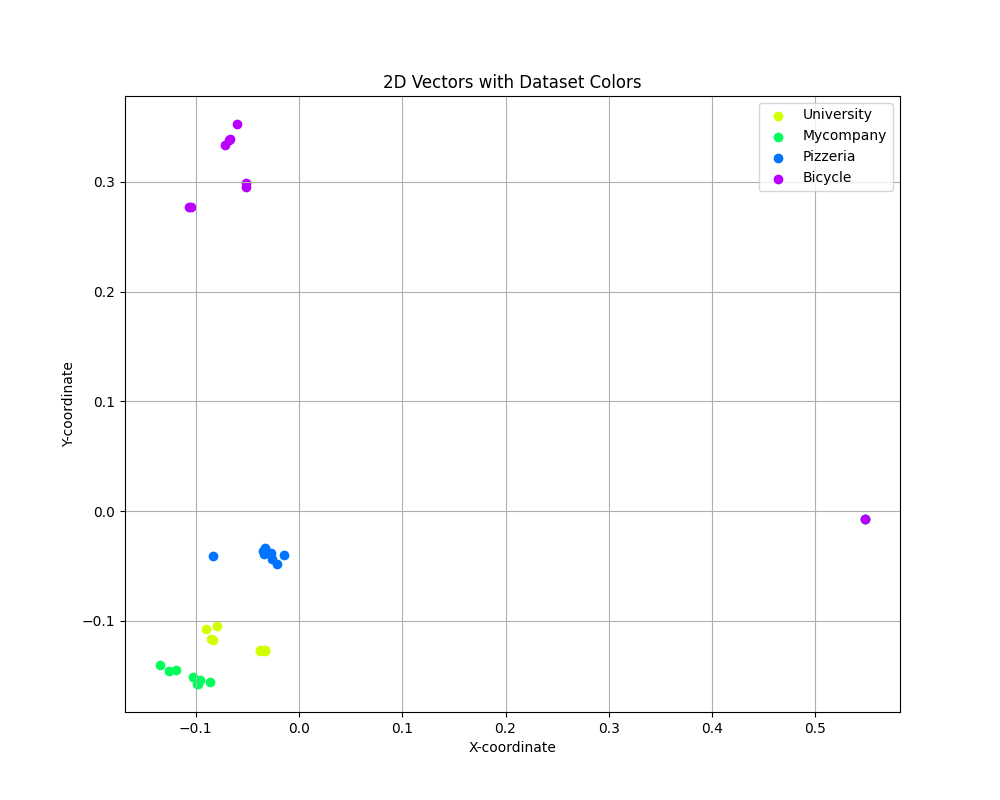 2D Vectors with Dataset Colors
University
Mycompany
Pizzeria
Bicycle
Y-coordinate
0.3
0.2
0.1
0.0
−0.1
−0.1
0.0
0.1
0.2
0.3
0.4
0.5
X-coordinate